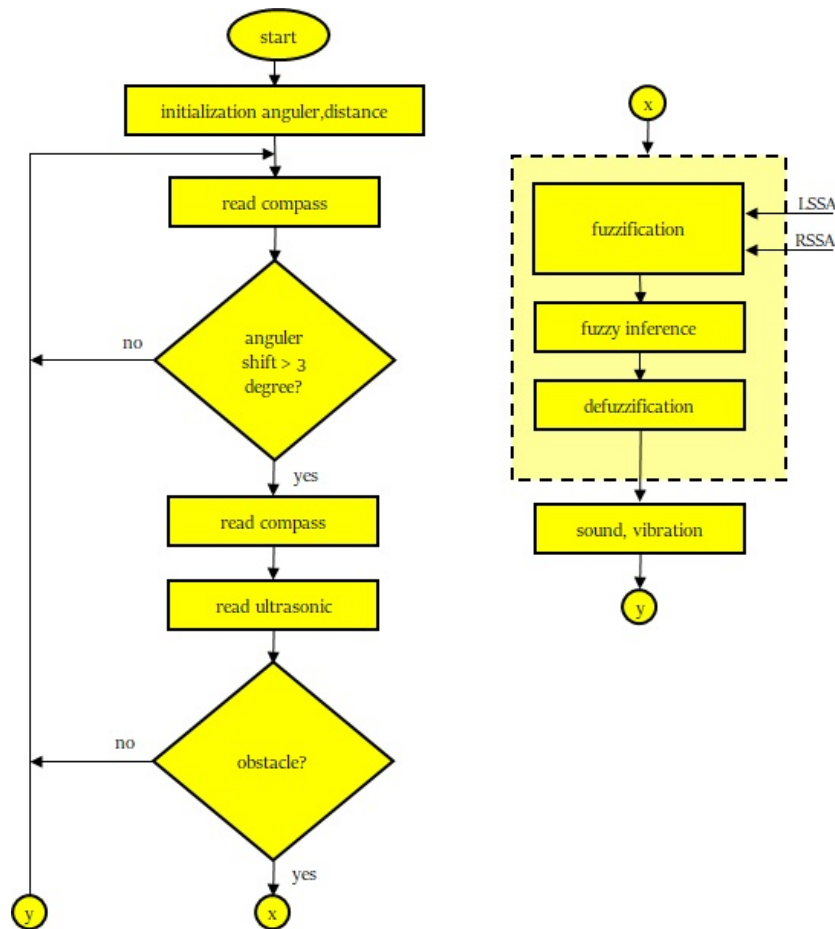 start
initialization anguler,distance
read compass
no
anguler
shift > 3
degree?
yes
read compass
read ultrasonic
no
obstacle?
yes
y
x
x
fuzzification
LSSA
RSSA
fuzzy inference
defuzzification
sound, vibration
y